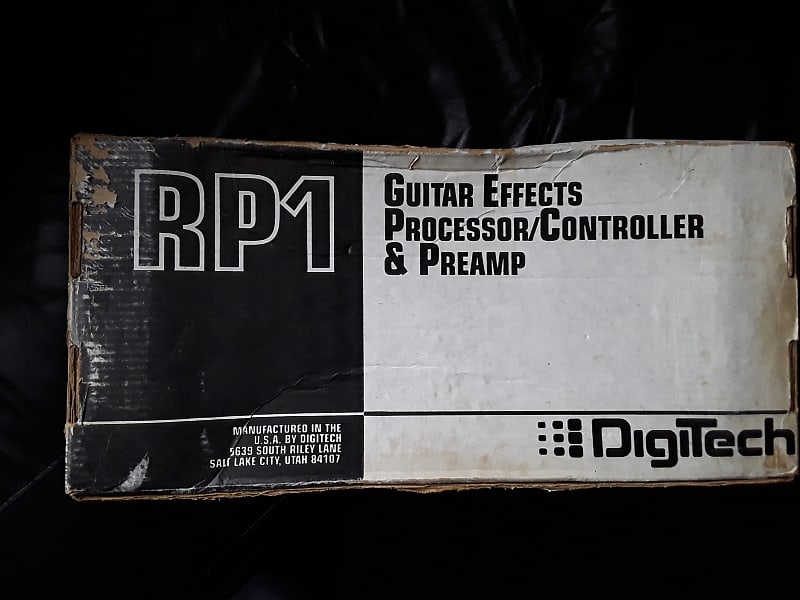 RP1
GUITAR EFFECTS
PROCESSOR/CONTROLLER
& PREAMP
MANUFACTURED IN THE
U.S.A. BY DIGITECH
5639 SOUTH RILEY LANE
SALT LAKE CITY, UTAH 84107
DigiTech